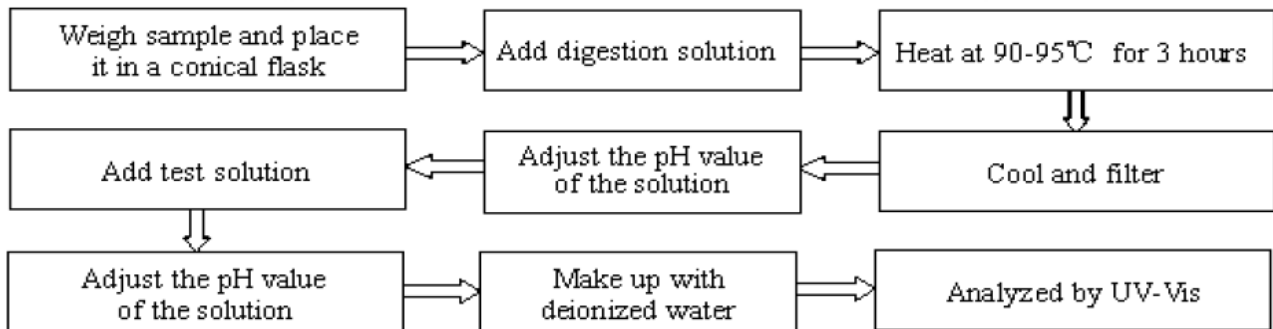 Weigh sample and place
it in a conical flask
Add digestion solution
Heat at 90-95℃ for 3 hours
Cool and filter
Adjust the pH value
of the solution
Add test solution
Adjust the pH value
of the solution
Make up with
deionized water
Analyzed by UV-Vis